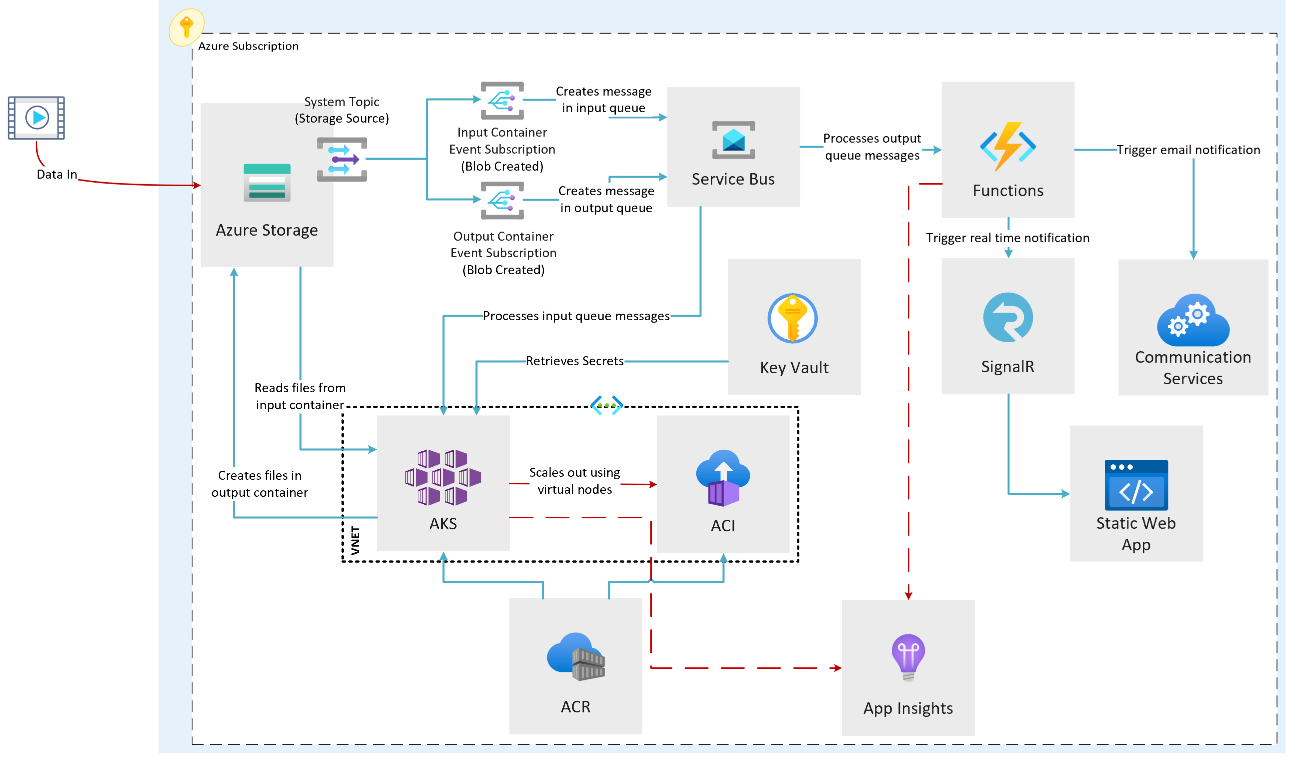 Azure Subscription
Data In
System Topic
(Storage Source)
Azure Storage
Input Container
Event Subscription
(Blob Created)
Output Container
Event Subscription
(Blob Created)
Creates message
in input queue
Creates message
in output queue
Service Bus
Processes output
queue messages
Functions
Trigger email notification
Trigger real time notification
Processes input queue messages
Retrieves Secrets
Key Vault
SignalR
Communication
Services
Reads files from
input container
Creates files in
output container
VNET
AKS
Scales out using
virtual nodes
ACI
Static Web
App
ACR
App Insights